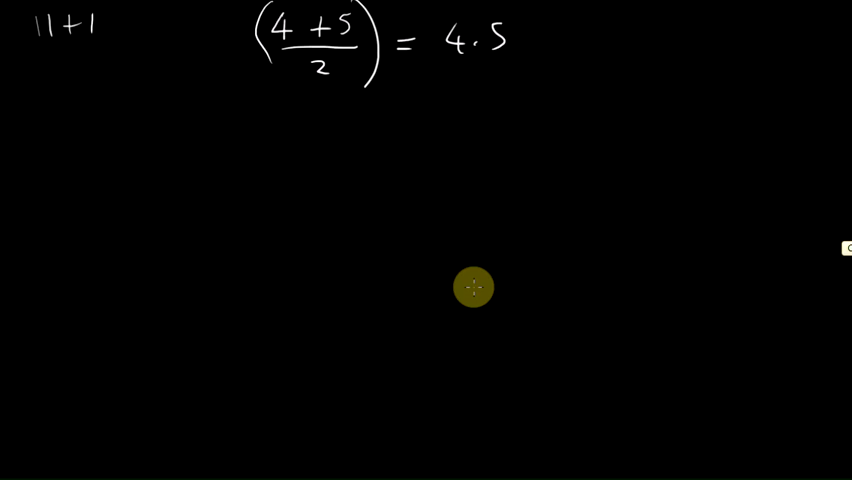 11+1
(4+5/2) = 4.5